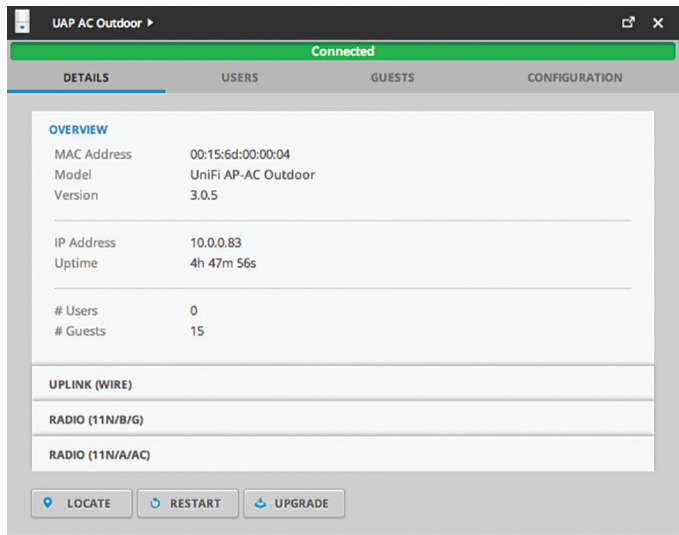 UAP AC Outdoor
Connected
DETAILS USERS GUESTS CONFIGURATION
OVERVIEW
MAC Address 00:15:6d:00:00:04
Model UniFi AP-AC Outdoor
Version 3.0.5
IP Address 10.0.0.83
Uptime 4h 47m 56s
# Users 0
# Guests 15
UPLINK (WIRE)
RADIO (11N/B/G)
RADIO (11N/A/AC)
LOCATE RESTART UPGRADE